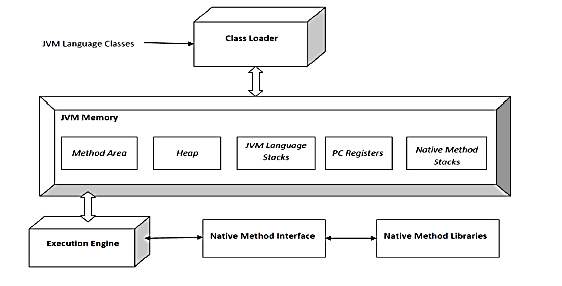 Class Loader
JVM Language Classes
JVM Memory
Method Area
Heap
JVM Language
Stacks
PC Registers
Native Method
Stacks
Execution Engine
Native Method Interface
Native Method Libraries